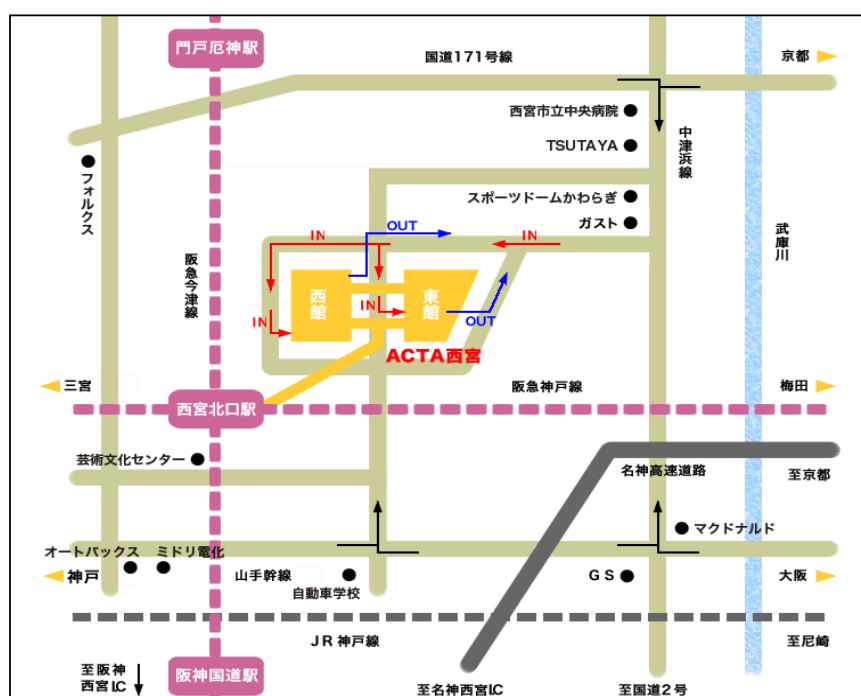 門戸厄神駅
国道171号線
京都
西宮市立中央病院
TSUTAYA
中津浜線
フォルクス
スポーツドームかわらぎ
ガスト
武庫川
OUT
IN
IN
阪急今津線
西館
東館
IN
IN
OUT
ACTA西宮
三宮
阪急神戸線
梅田
西宮北口駅
芸術文化センター
名神高速道路
至京都
マクドナルド
オートバックス
ミドリ電化
神戸
山手幹線
自動車学校
GS
大阪
JR神戸線
至尼崎
至阪神
西宮I.C
阪神国道駅
至名神西宮I.C
至国道2号